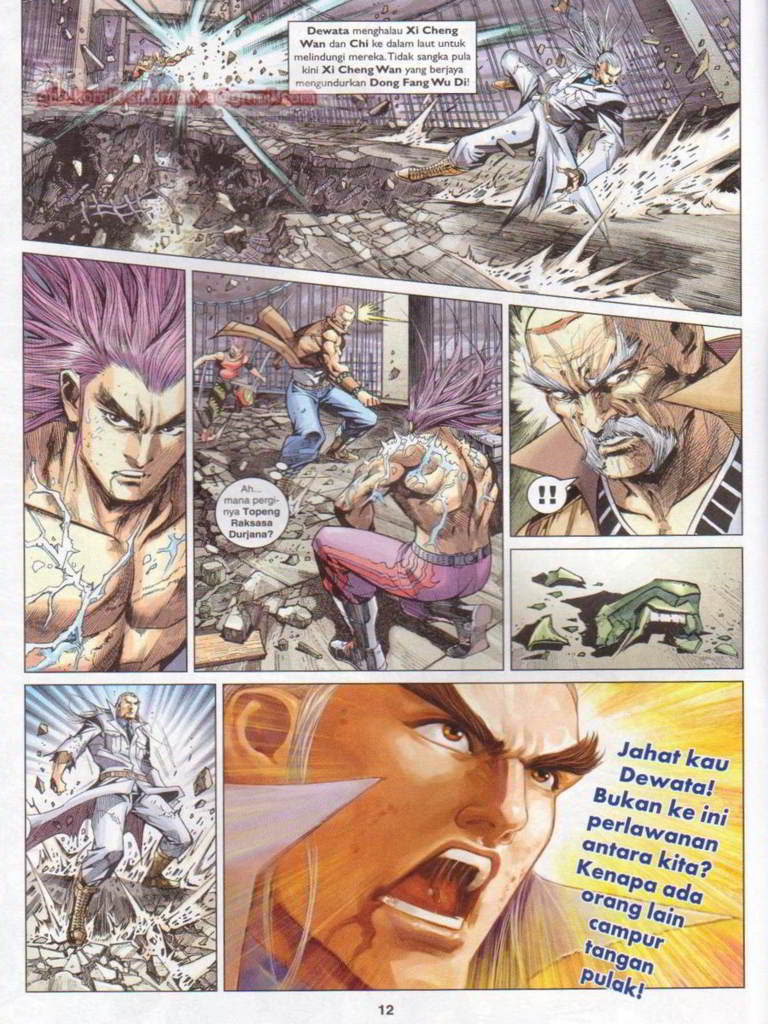 Dewata menghalau Xi Cheng
Wan dan Chi ke dalam laut untuk
melindungi mereka. Tidak sangka pula
kini Xi Cheng Wan yang berjaya
mengundurkan Dong Fang Wu Di!
Ah...
mana pergi-
nya Topeng
Raksasa
Durjana?
!!
Jahat kau
Dewata!
Bukan ke ini
perlawanan
antara kita?
Kenapa ada
orang lain
campur
tangan
pulak!
12